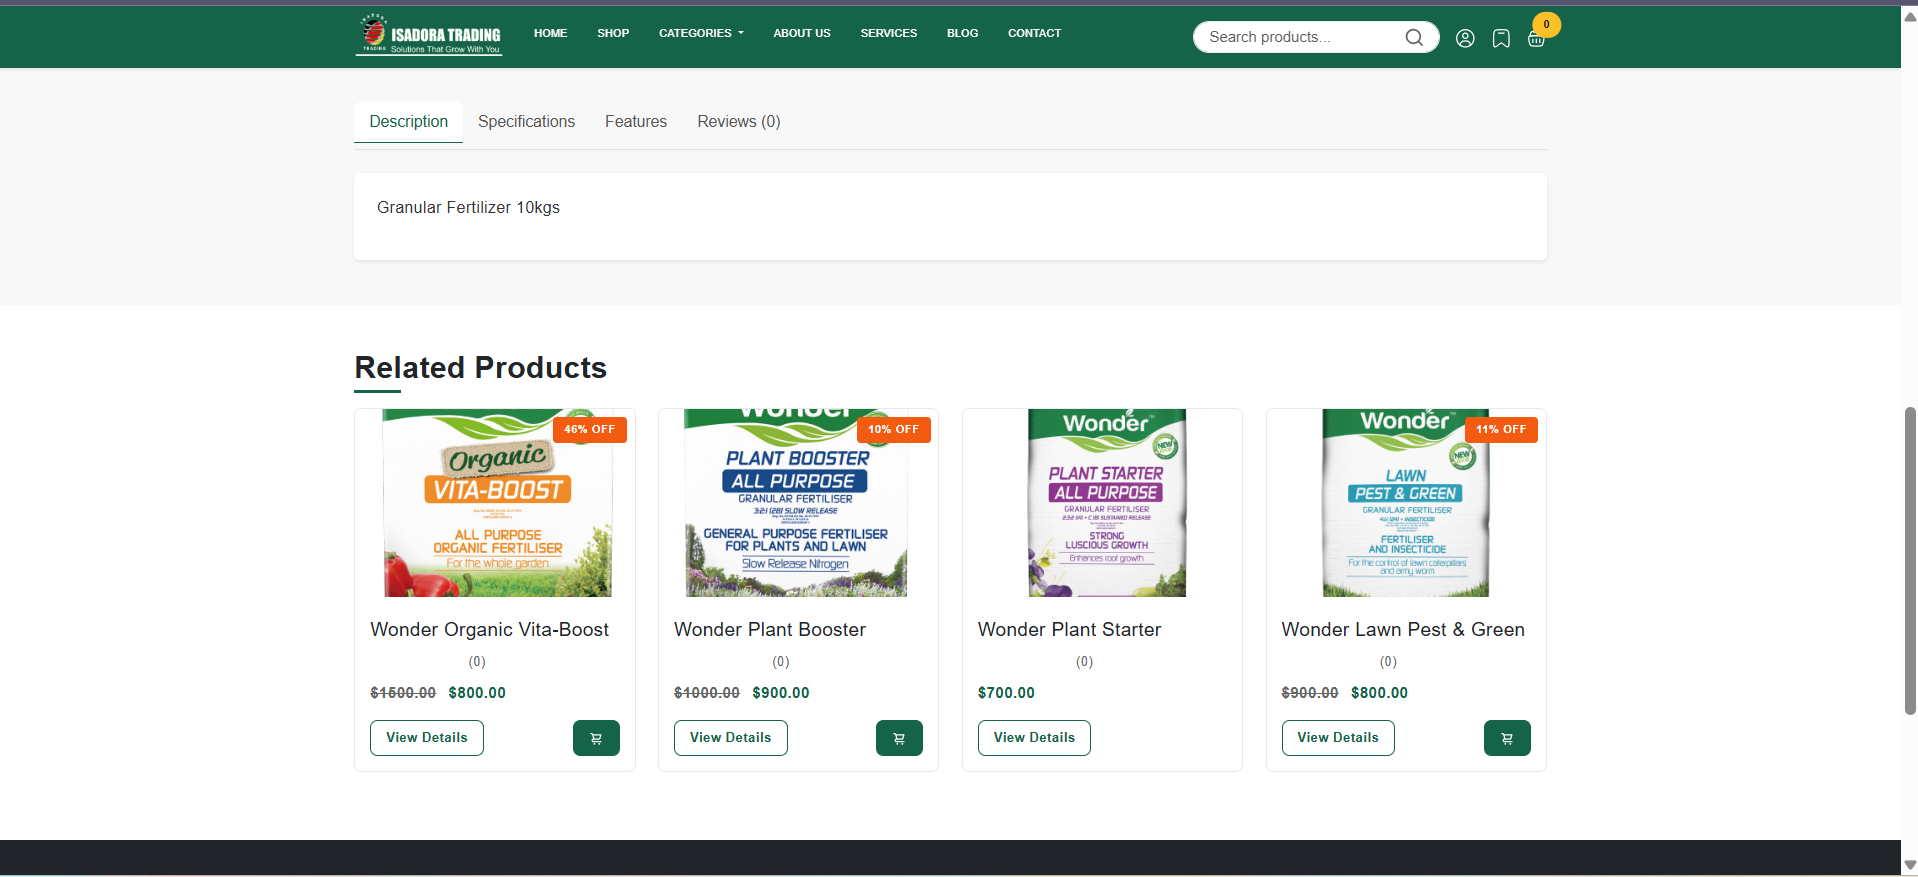 ISADORA
TRADING
ISADORA TRADING
Solutions That Grow With You
HOME
SHOP
CATEGORIES
ABOUT US
SERVICES
BLOG
CONTACT
Search products...
0
Description
Specifications
Features
Reviews (0)
Granular Fertilizer 10kgs
Related Products
46% OFF
Organic
VITA-BOOST
ALL PURPOSE
ORGANIC FERTILISER
For the whole garden
Wonder Organic Vita-Boost
(0)
$1500.00 $800.00
View Details
Wonder
10% OFF
PLANT BOOSTER
ALL PURPOSE
GRANULAR FERTILISER
3:2:1 (28) SLOW RELEASE
GENERAL PURPOSE FERTILISER
FOR PLANTS AND LAWN
Slow Release Nitrogen
Wonder Plant Booster
(0)
$1000.00 $900.00
View Details
Wonder™
NEW
PLANT STARTER
ALL PURPOSE
GRANULAR FERTILISER
STRONG
LUSCIOUS GROWTH
Enhances root growth
Wonder Plant Starter
(0)
$700.00
View Details
Wonder™
11% OFF
NEW
LAWN
PEST & GREEN
GRANULAR FERTILISER
FERTILISER
AND INSECTICIDE
For the control of lawn caterpillars
and army worm
Wonder Lawn Pest & Green
(0)
$900.00 $800.00
View Details